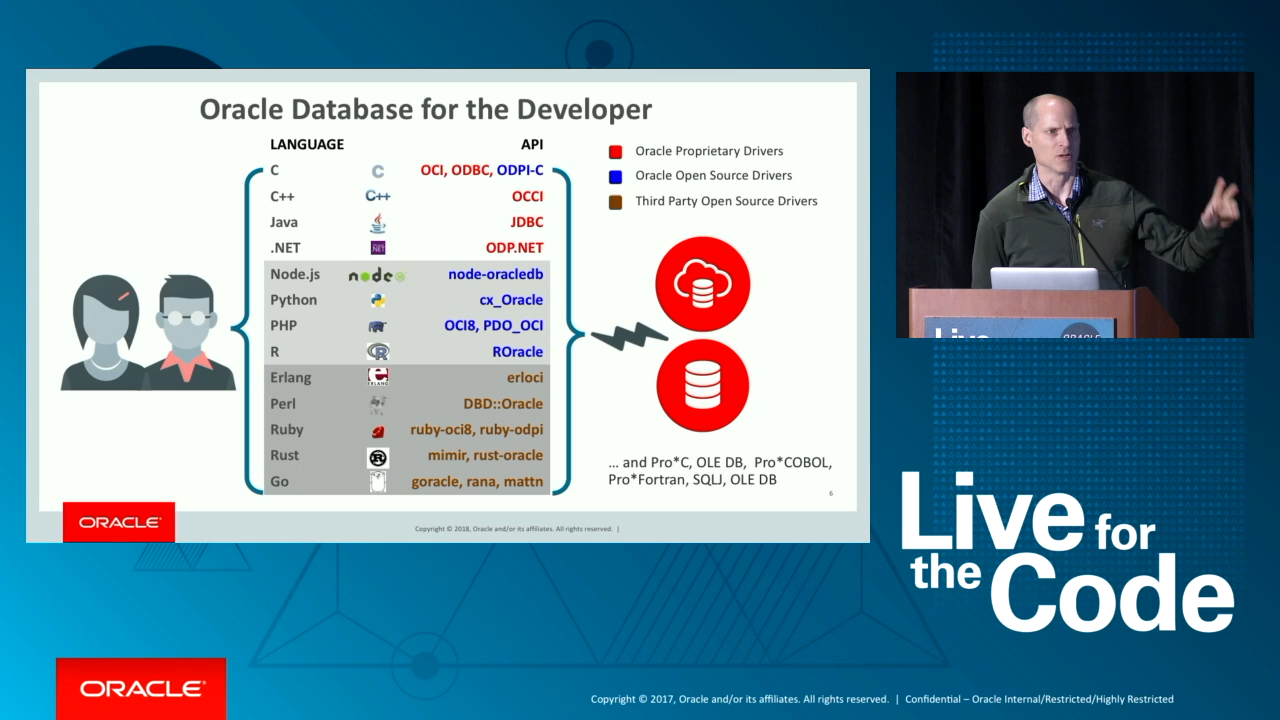 Oracle Database for the Developer
LANGUAGE API
C C OCI, ODBC, ODPI-C
C++ C++ OCCI
Java JDBC
.NET .NET ODP.NET
Node.js node node-oracledb
Python cx_Oracle
PHP OCI8, PDO_OCI
R R ROracle
Erlang ERLANG erloci
Perl DBD::Oracle
Ruby ruby-oci8, ruby-odpi
Rust R mimir, rust-oracle
Go goracle, rana, mattn
Oracle Proprietary Drivers
Oracle Open Source Drivers
Third Party Open Source Drivers
... and Pro*C, OLE DB, Pro*COBOL,
Pro*Fortran, SQLJ, OLE DB
6
ORACLE®
Copyright © 2018, Oracle and/or its affiliates. All rights reserved. |
Live
ORACLE
Live for
the Code
ORACLE®
Copyright © 2017, Oracle and/or its affiliates. All rights reserved. | Confidential – Oracle Internal/Restricted/Highly Restricted